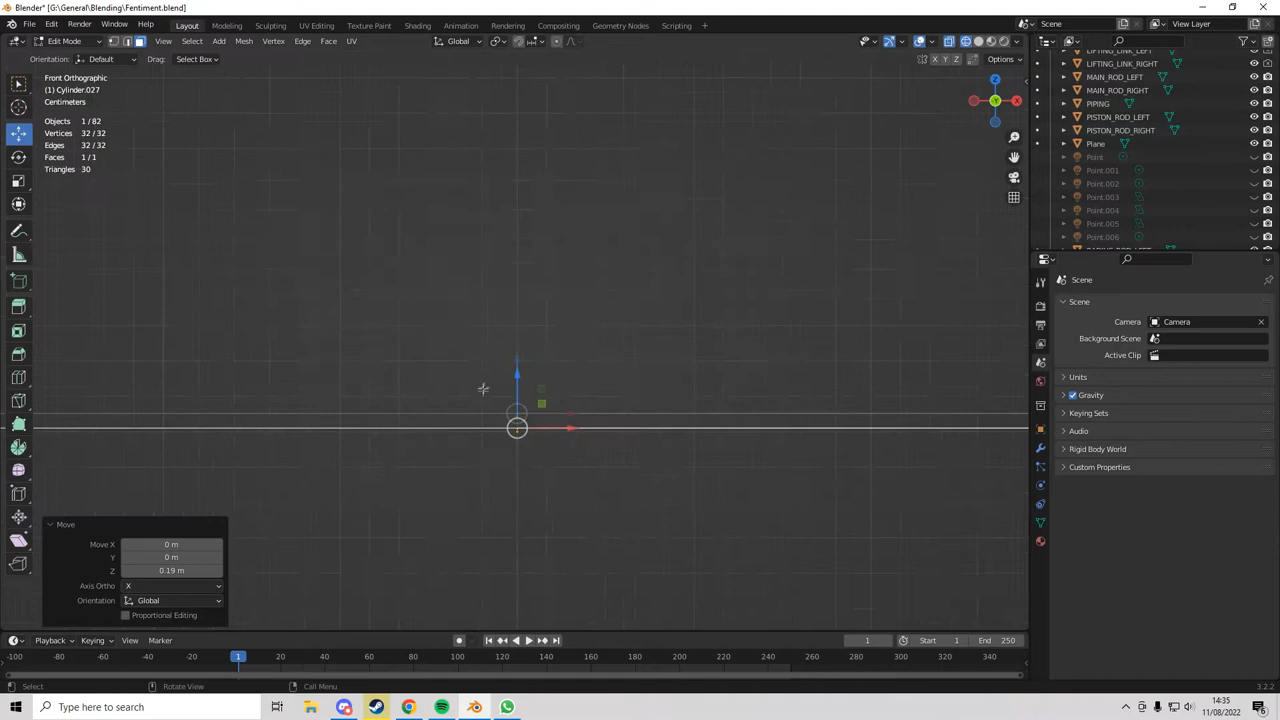 Blender* [G:\General\Blending\Fentiment.blend]
File Edit Render Window Help Layout Modeling Sculpting UV Editing Texture Paint Shading Animation Rendering Compositing Geometry Nodes Scripting + Scene View Layer
Edit Mode View Select Add Mesh Vertex Edge Face UV Global
Orientation: Default Drag: Select Box X Y Z Options
Front Orthographic
(1) Cylinder.027
Centimeters
Objects 1 / 82
Vertices 32 / 32
Edges 32 / 32
Faces 1 / 1
Triangles 30
Z
X
Y
LIFTING_LINK_LEFT
LIFTING_LINK_RIGHT
MAIN_ROD_LEFT
MAIN_ROD_RIGHT
PIPING
PISTON_ROD_LEFT
PISTON_ROD_RIGHT
Plane
Point
Point.001
Point.002
Point.003
Point.004
Point.005
Point.006
Scene
Scene
Camera Camera
Background Scene
Active Clip
Units
Gravity
Keying Sets
Audio
Rigid Body World
Custom Properties
Move
Move X 0 m
Y 0 m
Z 0.19 m
Axis Ortho X
Orientation Global
Proportional Editing
Playback Keying View Marker 1 Start 1 End 250
-100 -80 -60 -40 -20 1 20 40 60 80 100 120 140 160 180 200 220 240 260 280 300 320 340
Select Rotate View Call Menu 3.2.2
Type here to search
14:35
11/08/2022
6